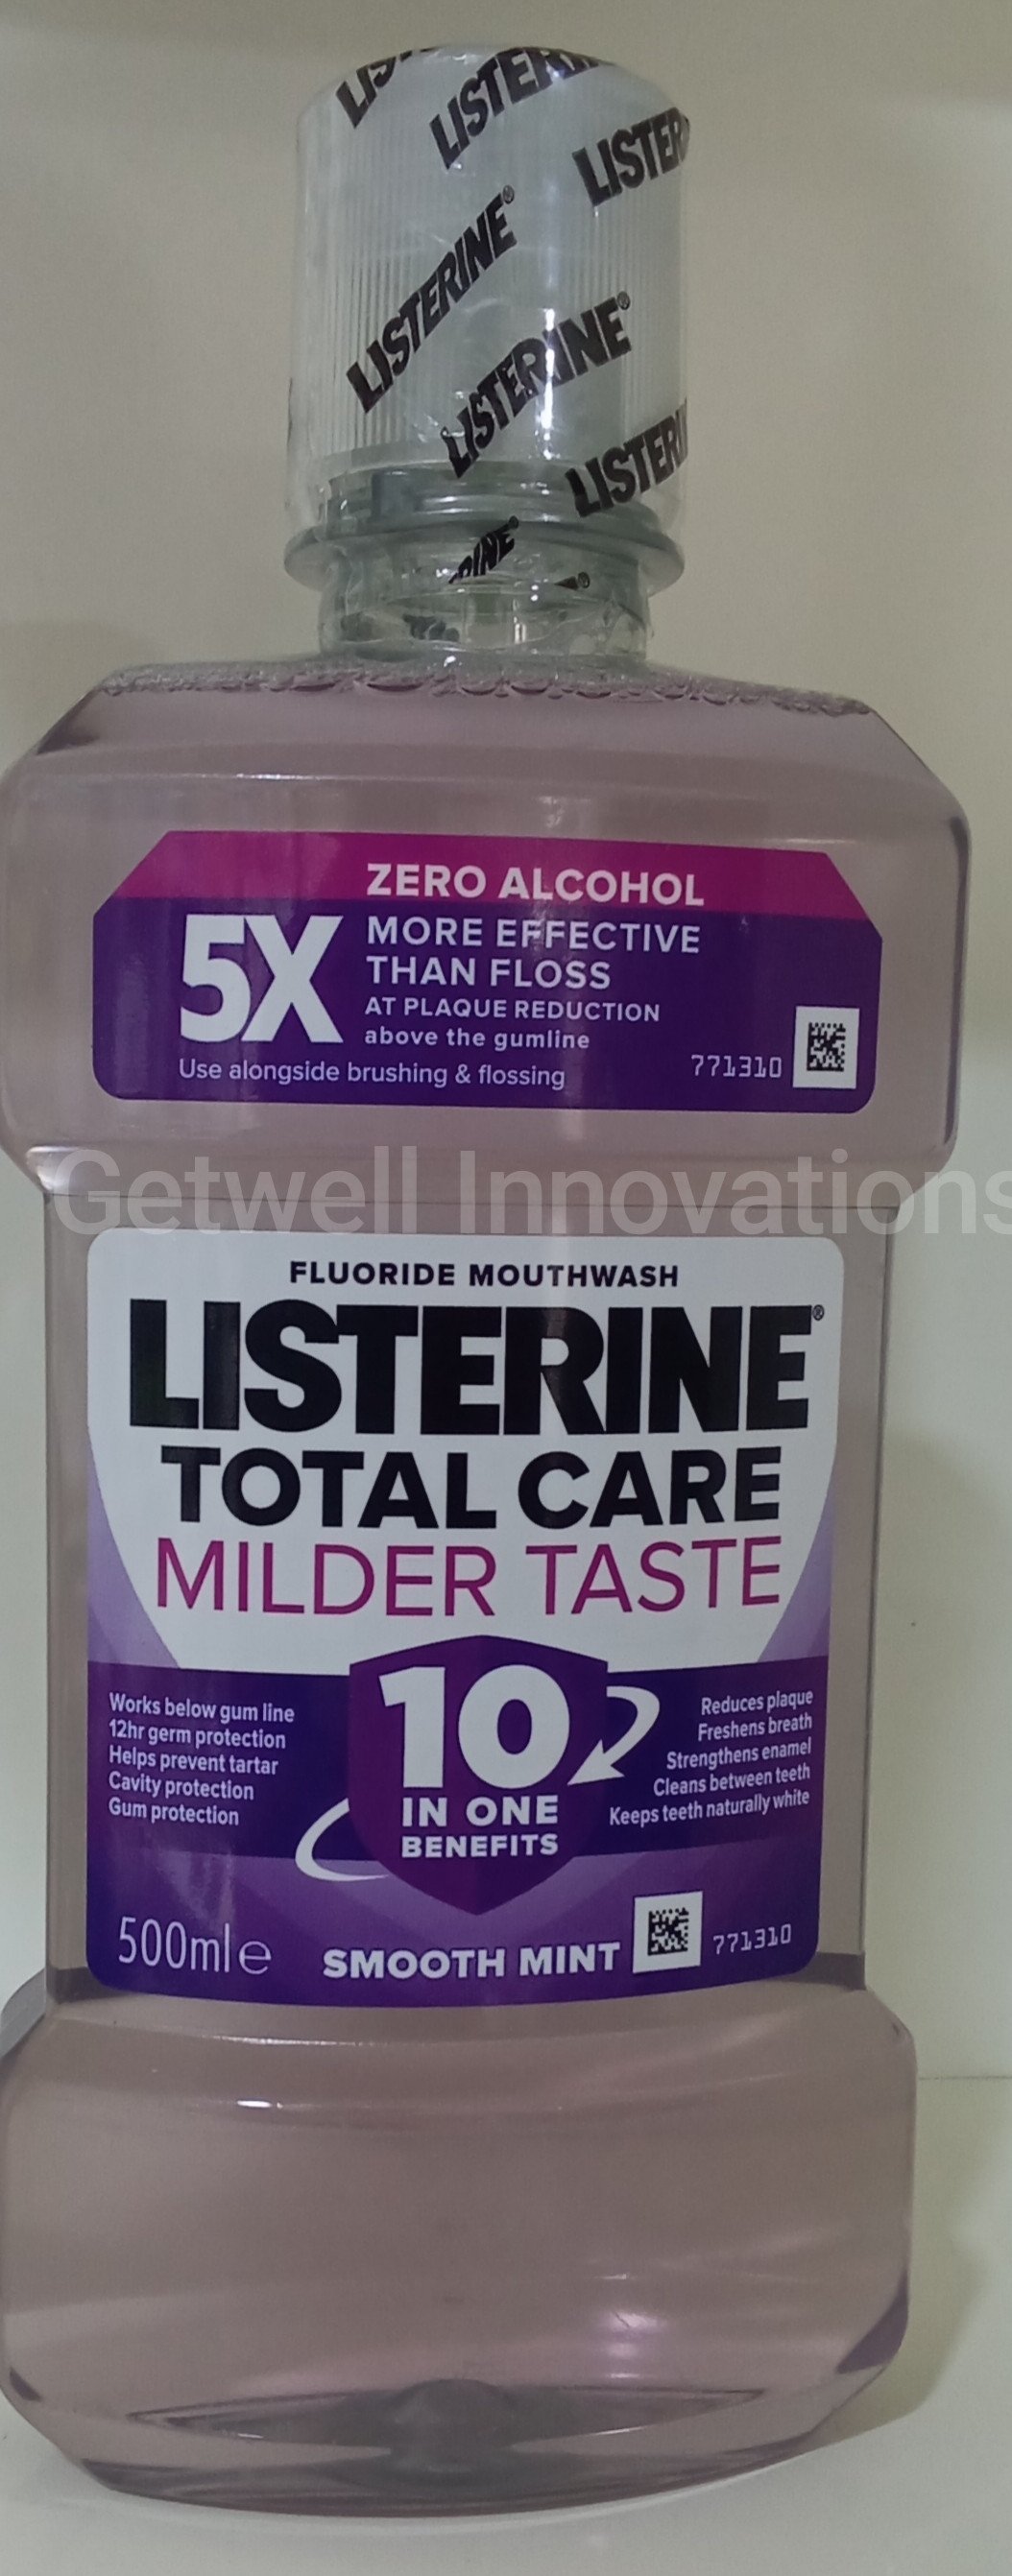 LISTERINE
LISTERINE®
LISTERINE®
ZERO ALCOHOL
5X
MORE EFFECTIVE
THAN FLOSS
AT PLAQUE REDUCTION
above the gumline
Use alongside brushing & flossing
771310
Getwell Innovations
FLUORIDE MOUTHWASH
LISTERINE®
TOTAL CARE
MILDER TASTE
10
IN ONE
BENEFITS
Works below gum line
12hr germ protection
Helps prevent tartar
Cavity protection
Gum protection
Reduces plaque
Freshens breath
Strengthens enamel
Cleans between teeth
Keeps teeth naturally white
500ml e
SMOOTH MINT
771310